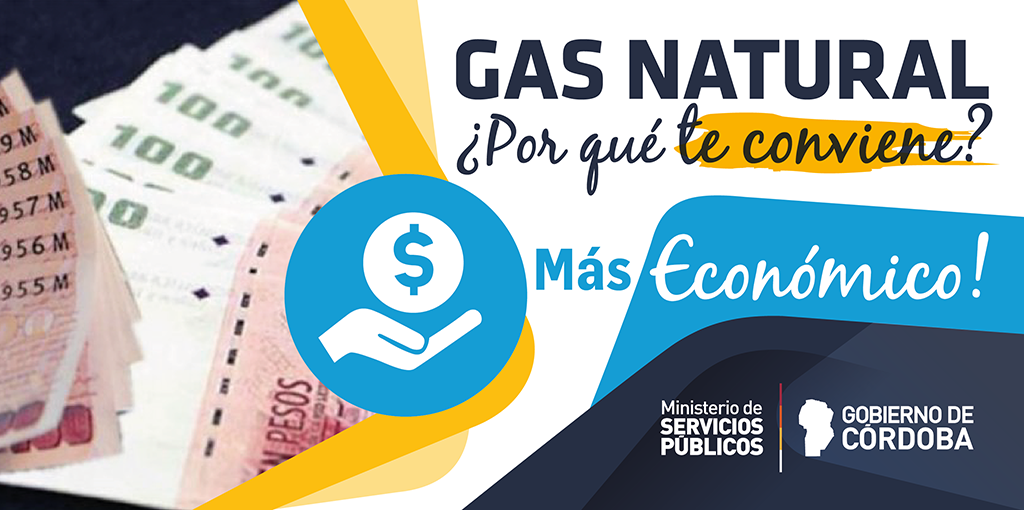 GAS NATURAL
¿Por qué te conviene?
Más Económico!
$
Ministerio de
SERVICIOS
PÚBLICOS
GOBIERNO DE
CÓRDOBA
100
100
100
100
9 M
58 M
957 M
956 M
955 M
PESOS